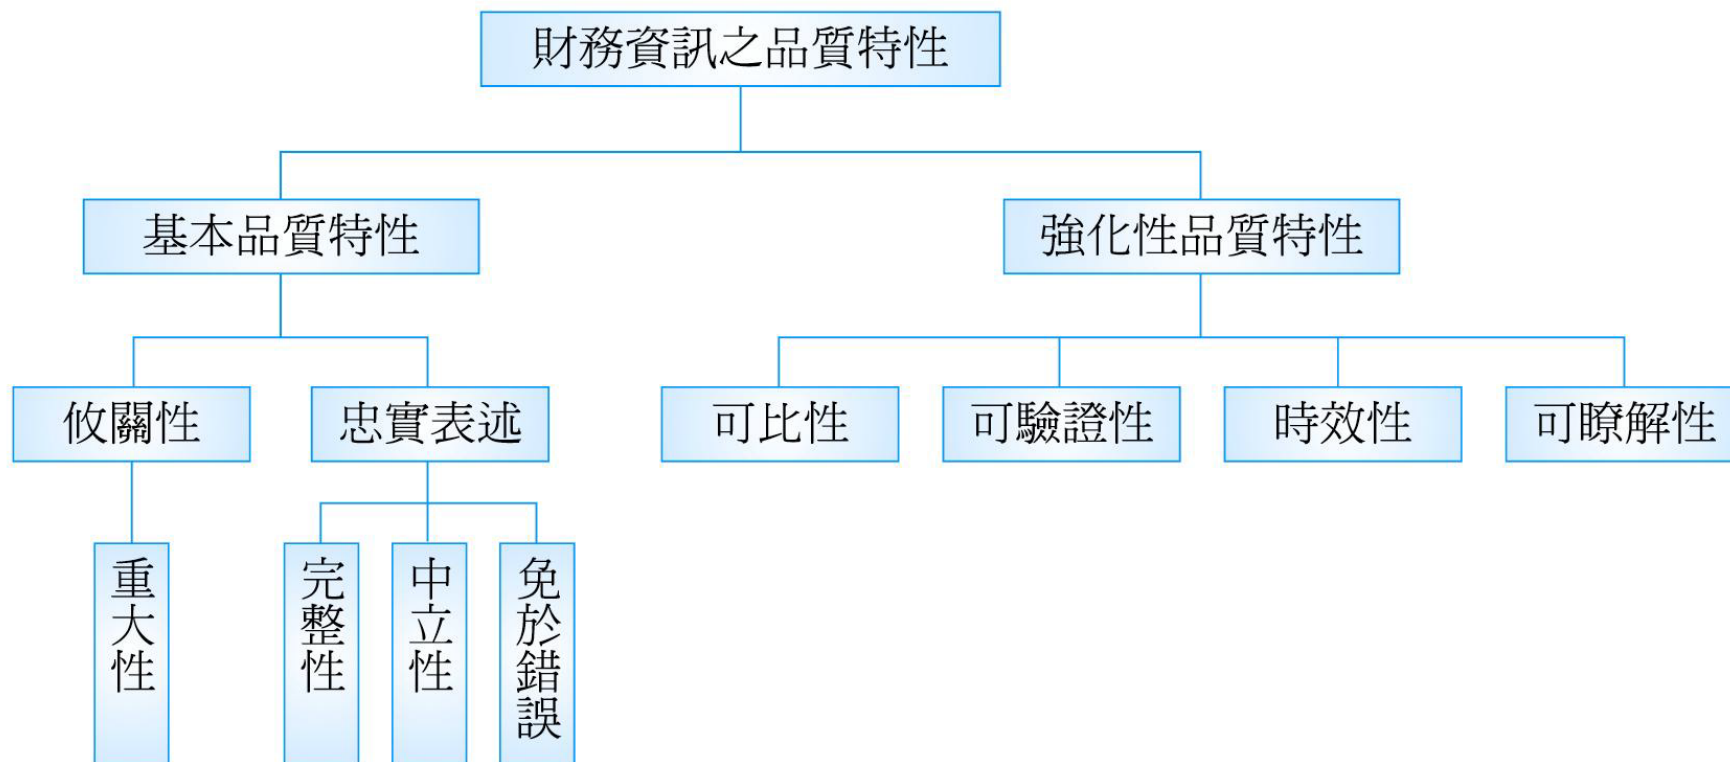 財務資訊之品質特性
基本品質特性
強化性品質特性
攸關性
忠實表述
可比性
可驗證性
時效性
可瞭解性
重大性
完整性
中立性
免於錯誤